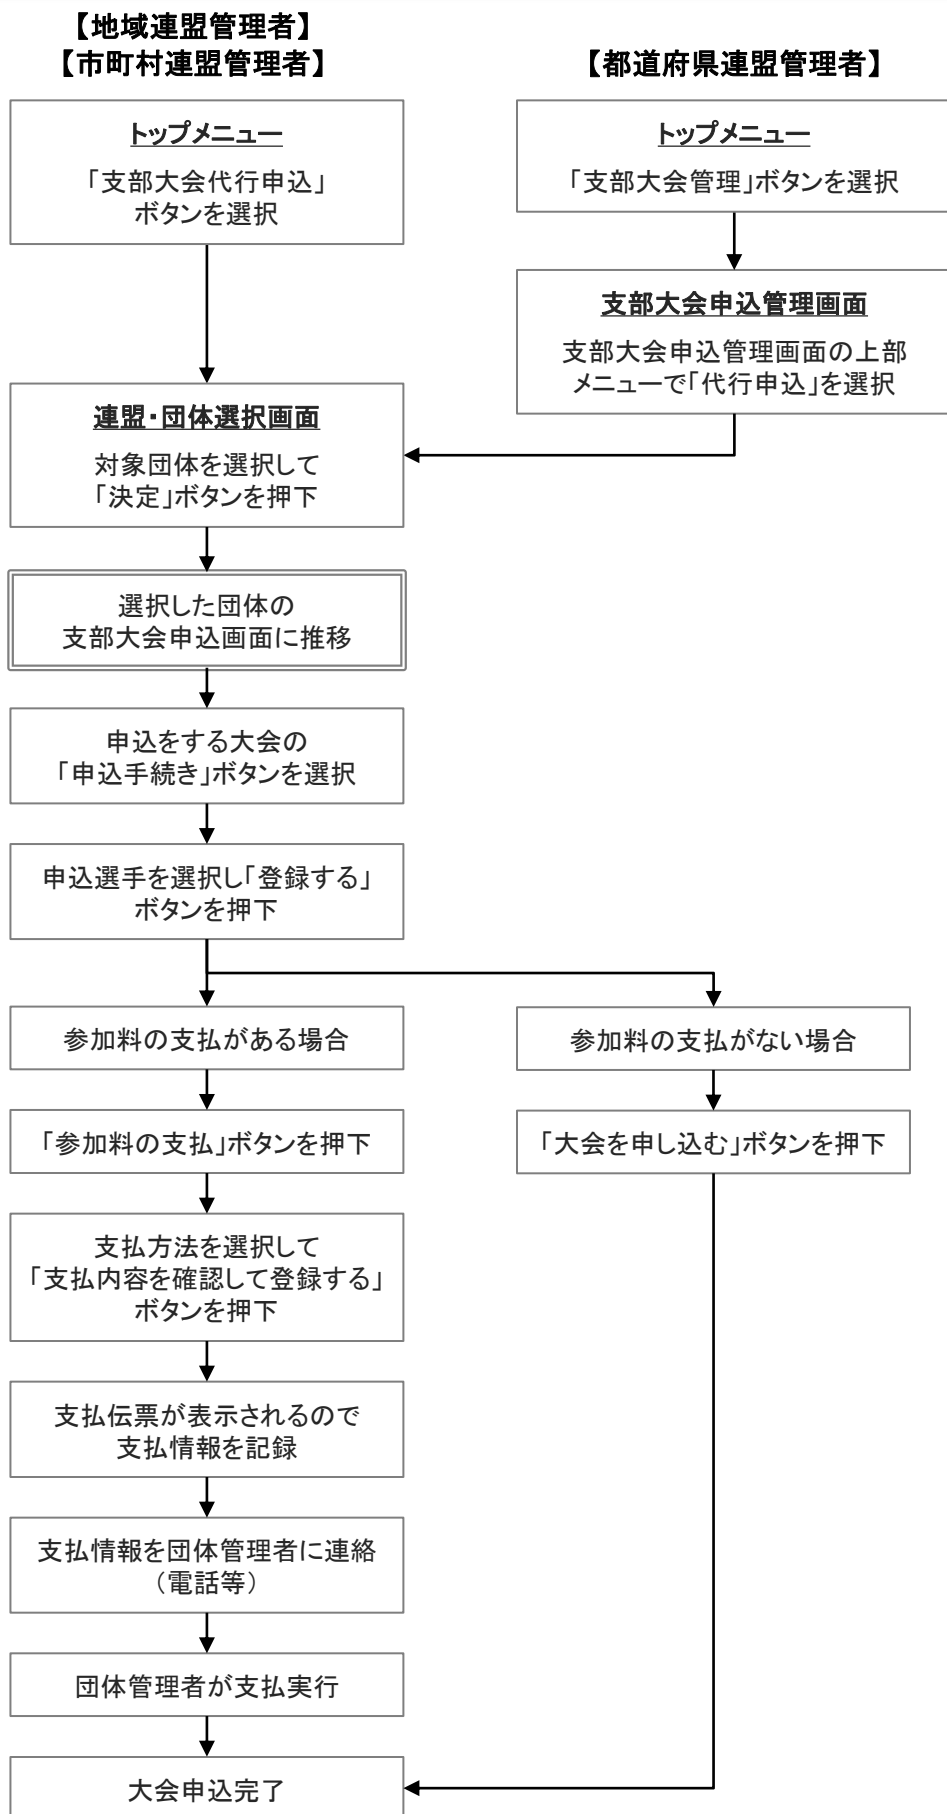 【地域連盟管理者】
【市町村連盟管理者】
【都道府県連盟管理者】
トップメニュー
「支部大会代行申込」
ボタンを選択
トップメニュー
「支部大会管理」ボタンを選択
支部大会申込管理画面
支部大会申込管理画面の上部
メニューで「代行申込」を選択
連盟・団体選択画面
対象団体を選択して
「決定」ボタンを押下
選択した団体の
支部大会申込画面に推移
申込をする大会の
「申込手続き」ボタンを選択
申込選手を選択し「登録する」
ボタンを押下
参加料の支払がある場合
参加料の支払がない場合
「参加料の支払」ボタンを押下
「大会を申し込む」ボタンを押下
支払方法を選択して
「支払内容を確認して登録する」
ボタンを押下
支払伝票が表示されるので
支払情報を記録
支払情報を団体管理者に連絡
（電話等）
団体管理者が支払実行
大会申込完了